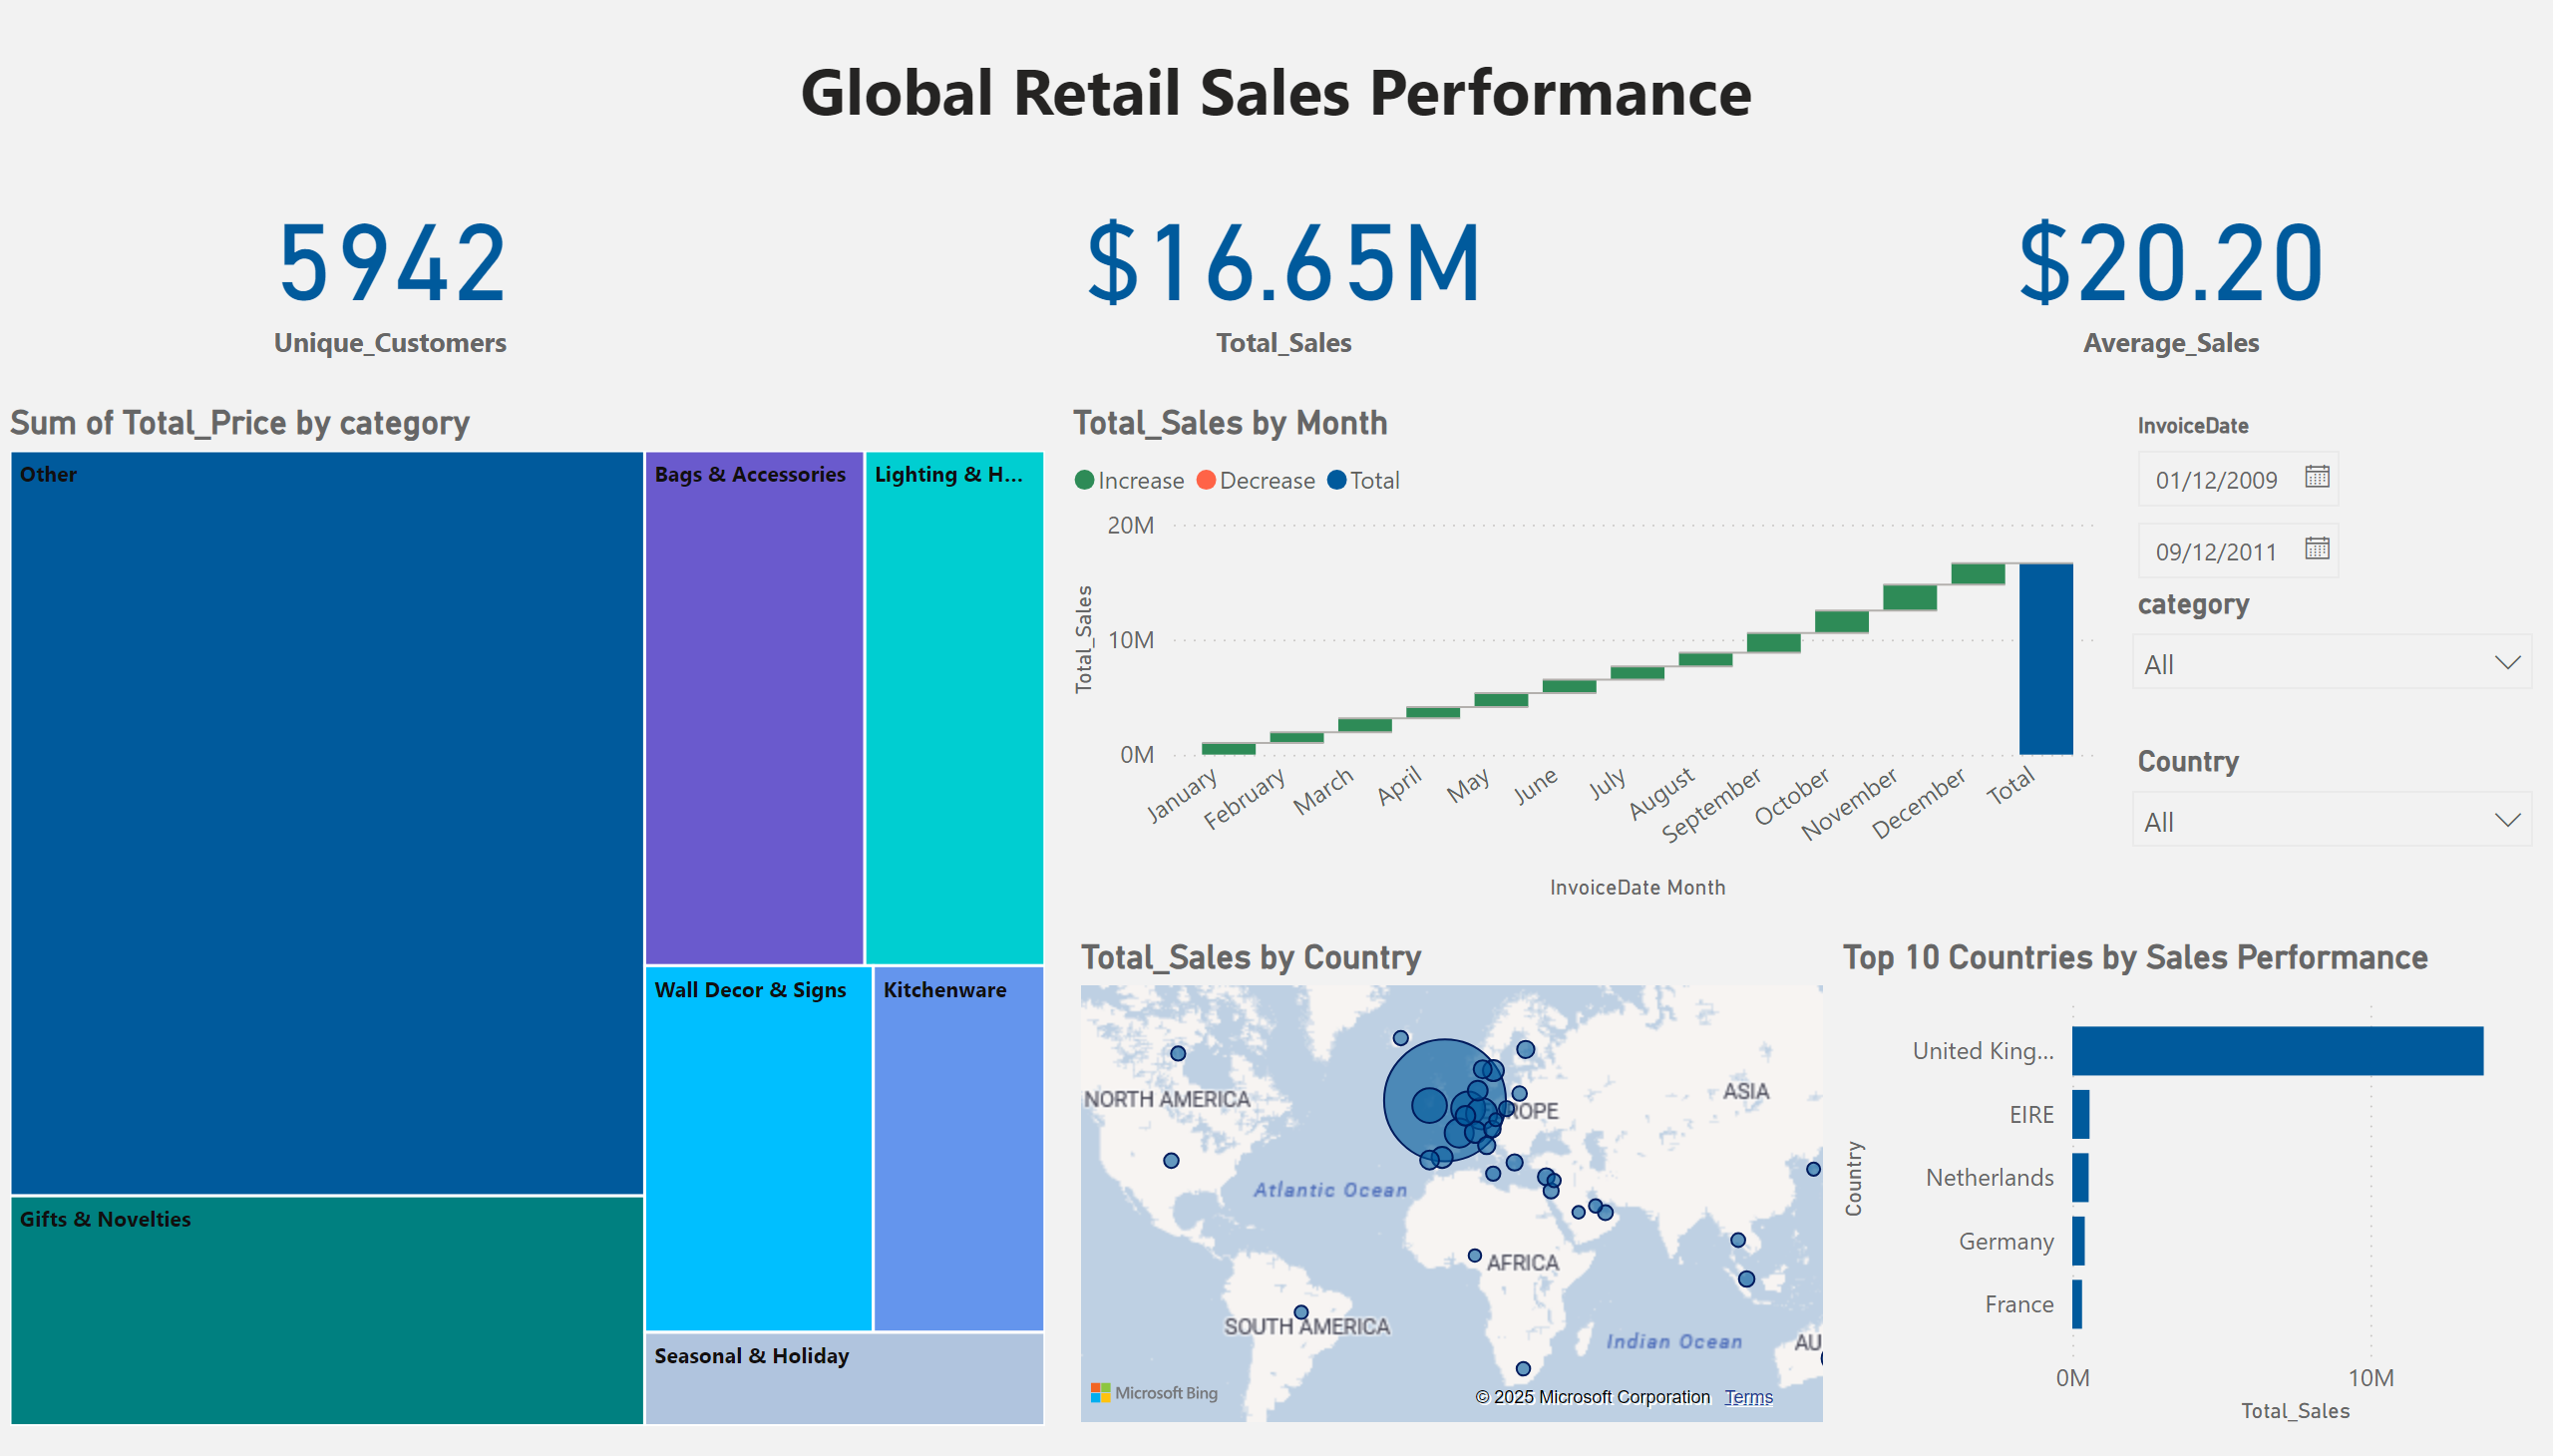 Global Retail Sales Performance
5942
Unique_Customers
$16.65M
Total_Sales
$20.20
Average_Sales
Sum of Total_Price by category
Other
Bags & Accessories
Lighting & H...
Gifts & Novelties
Wall Decor & Signs
Kitchenware
Seasonal & Holiday
Total_Sales by Month
Increase Decrease Total
20M
10M
0M
Total_Sales
January
February
March
April
May
June
July
August
September
October
November
December
Total
InvoiceDate Month
InvoiceDate
01/12/2009
09/12/2011
category
All
Country
All
Total_Sales by Country
NORTH AMERICA
ROPE
ASIA
Atlantic Ocean
AFRICA
SOUTH AMERICA
Indian Ocean
AU
Microsoft Bing
© 2025 Microsoft Corporation Terms
Top 10 Countries by Sales Performance
Country
United King...
EIRE
Netherlands
Germany
France
0M
10M
Total_Sales